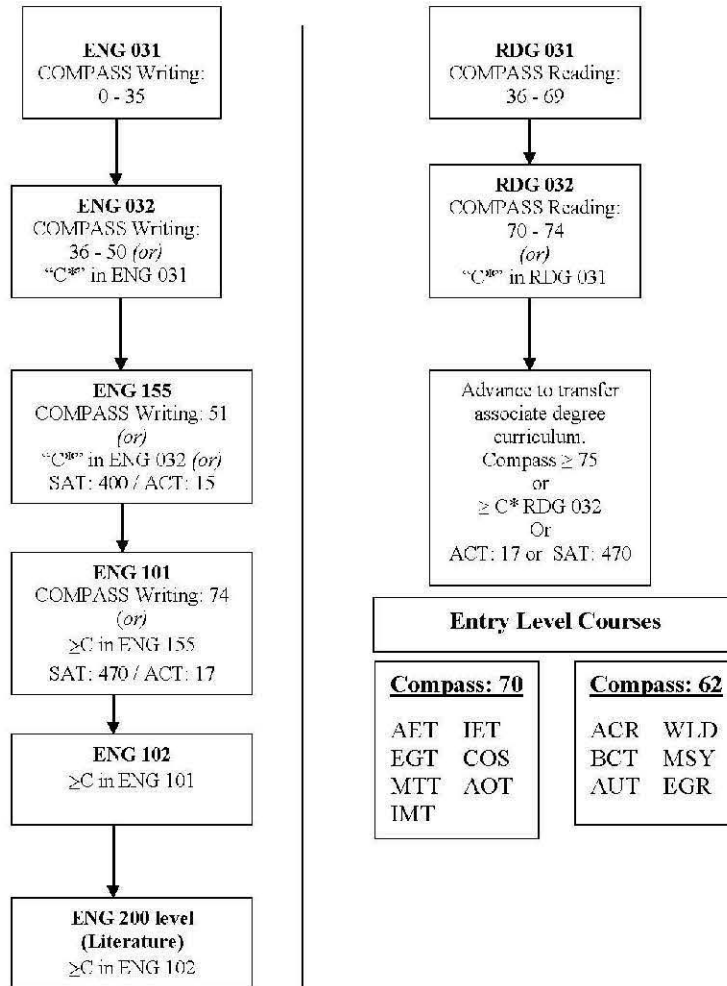 ENG 031
COMPASS Writing:
0 - 35
ENG 032
COMPASS Writing:
36 - 50 (or)
“C*” in ENG 031
ENG 155
COMPASS Writing: 51
(or)
“C*” in ENG 032 (or)
SAT: 400 / ACT: 15
ENG 101
COMPASS Writing: 74
(or)
≥C in ENG 155
SAT: 470 / ACT: 17
ENG 102
≥C in ENG 101
ENG 200 level
(Literature)
≥C in ENG 102
RDG 031
COMPASS Reading:
36 - 69
RDG 032
COMPASS Reading:
70 - 74
(or)
“C*” in RDG 031
Advance to transfer
associate degree
curriculum.
Compass ≥ 75
or
≥ C* RDG 032
Or
ACT: 17 or SAT: 470
Entry Level Courses
Compass: 70
AET IET
EGT COS
MTT AOT
IMT
Compass: 62
ACR WLD
BCT MSY
AUT EGR